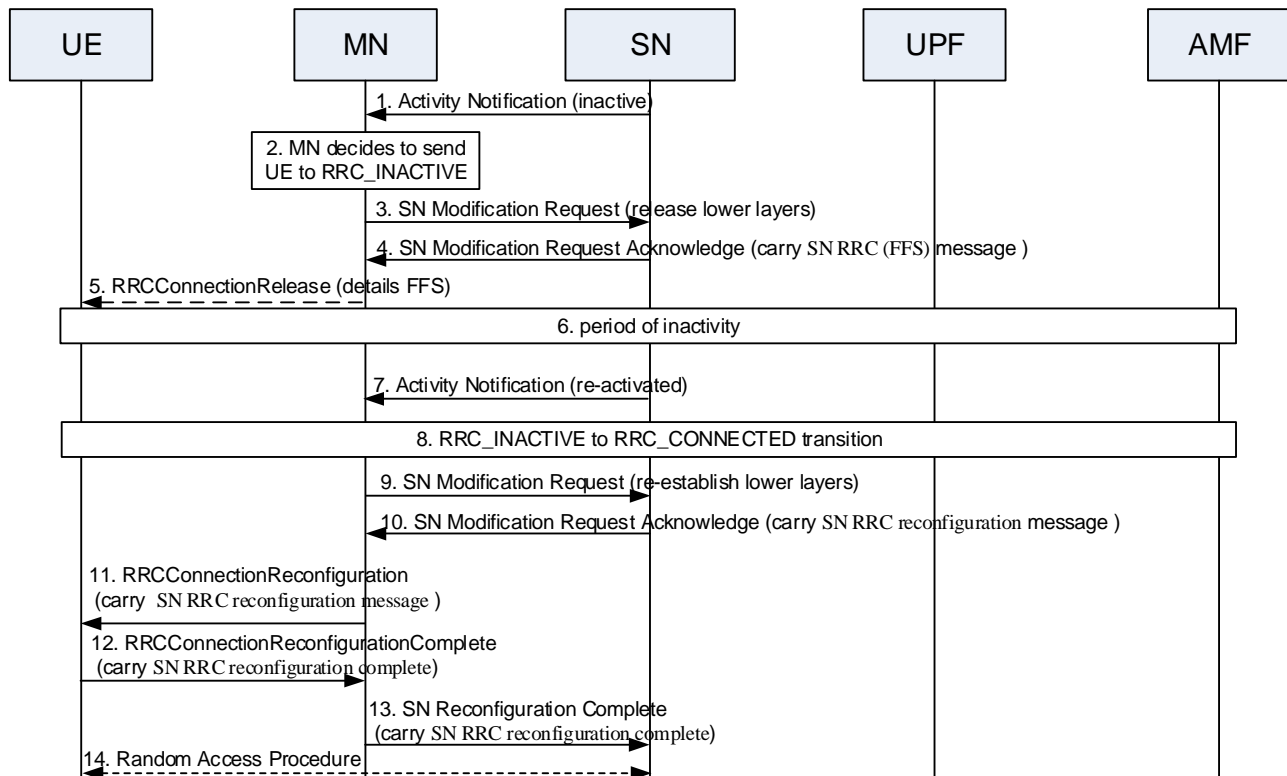 UE
MN
SN
UPF
AMF
1. Activity Notification (inactive)
2. MN decides to send
UE to RRC_INACTIVE
3. SN Modification Request (release lower layers)
4. SN Modification Request Acknowledge (carry SN RRC (FFS) message )
5. RRCConnectionRelease (details FFS)
6. period of inactivity
7. Activity Notification (re-activated)
8. RRC_INACTIVE to RRC_CONNECTED transition
9. SN Modification Request (re-establish lower layers)
10. SN Modification Request Acknowledge (carry SN RRC reconfiguration message )
11. RRCConnectionReconfiguration
(carry SN RRC reconfiguration message )
12. RRCConnectionReconfigurationComplete
(carry SN RRC reconfiguration complete)
13. SN Reconfiguration Complete
(carry SN RRC reconfiguration complete)
14. Random Access Procedure